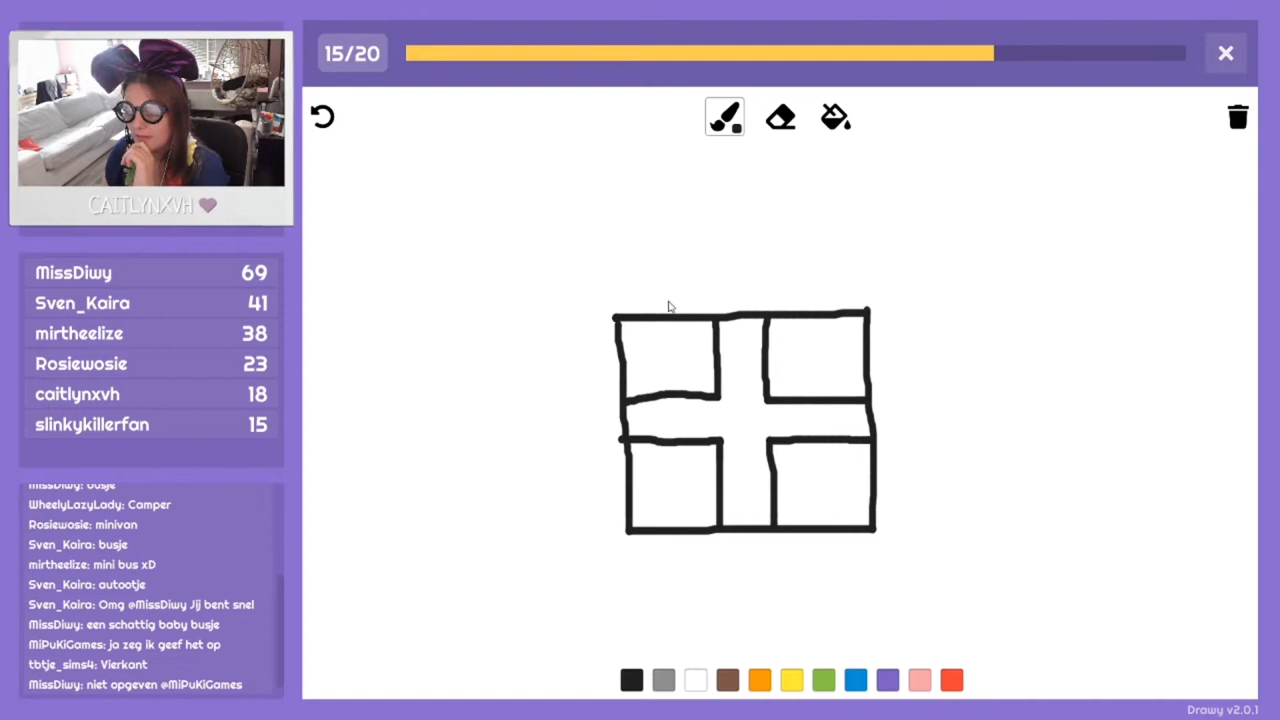 15/20
CAITLYNXVH
MissDiwy 69
Sven_Kaira 41
mirtheelize 38
Rosiewosie 23
caitlynxvh 18
slinkykillerfan 15
MissDiwy: busje
WheelyLazyLady: Camper
Rosiewosie: minivan
Sven_Kaira: busje
mirtheelize: mini bus xD
Sven_Kaira: autootje
Sven_Kaira: Omg @MissDiwy Jij bent snel
MissDiwy: een schattig baby busje
MiPuKiGames: ja zeg ik geef het op
tbtje_sims4: Vierkant
MissDiwy: niet opgeven @MiPuKiGames
Drawy v2.0.1